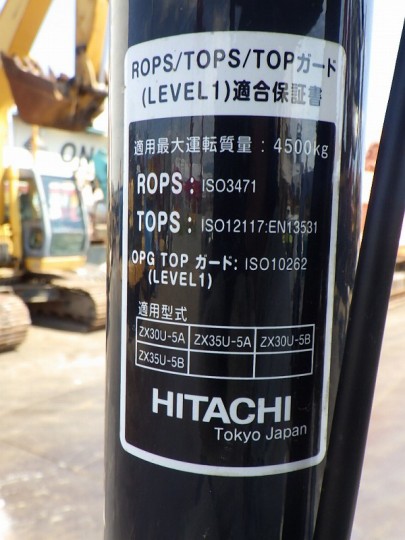 ROPS/TOPS/TOPガード
(LEVEL1)適合保証書
適用最大運転質量：4500kg
ROPS：ISO3471
TOPS：ISO12117:EN13531
OPG TOP ガード：ISO10262
(LEVEL1)
適用型式
ZX30U-5A ZX35U-5A ZX30U-5B
ZX35U-5B
HITACHI
Tokyo Japan
ON